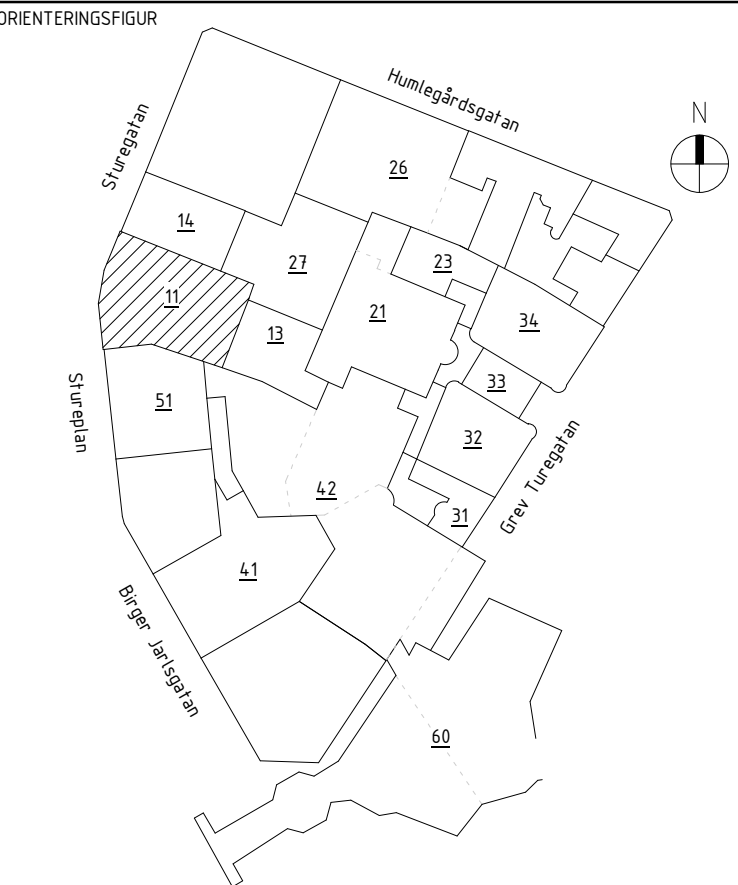 ORIENTERINGSFIGUR
Humlegårdsgatan
N
Sturegatan
26
14
23
27
11
21
34
13
33
51
Stureplan
32
42
Grev Turegatan
31
41
Birger Jarlsgatan
60